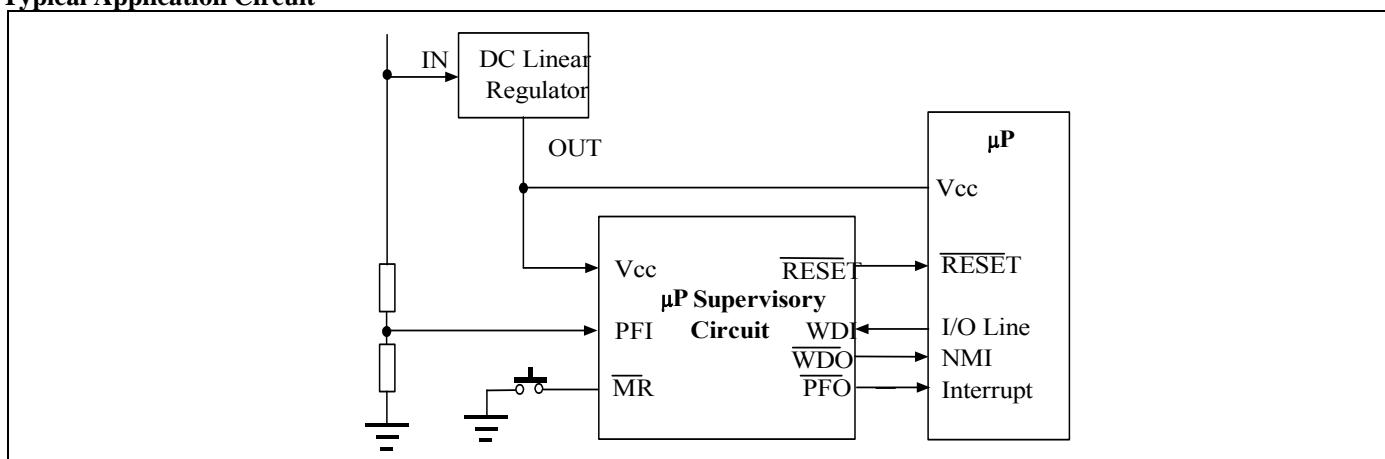 Typical Application Circuit
IN
DC Linear
Regulator
OUT
μP
Vcc
Vcc
RESET
RESET
μP Supervisory
Circuit
PFI
WDI
I/O Line
WDO
NMI
MR
PFO
Interrupt